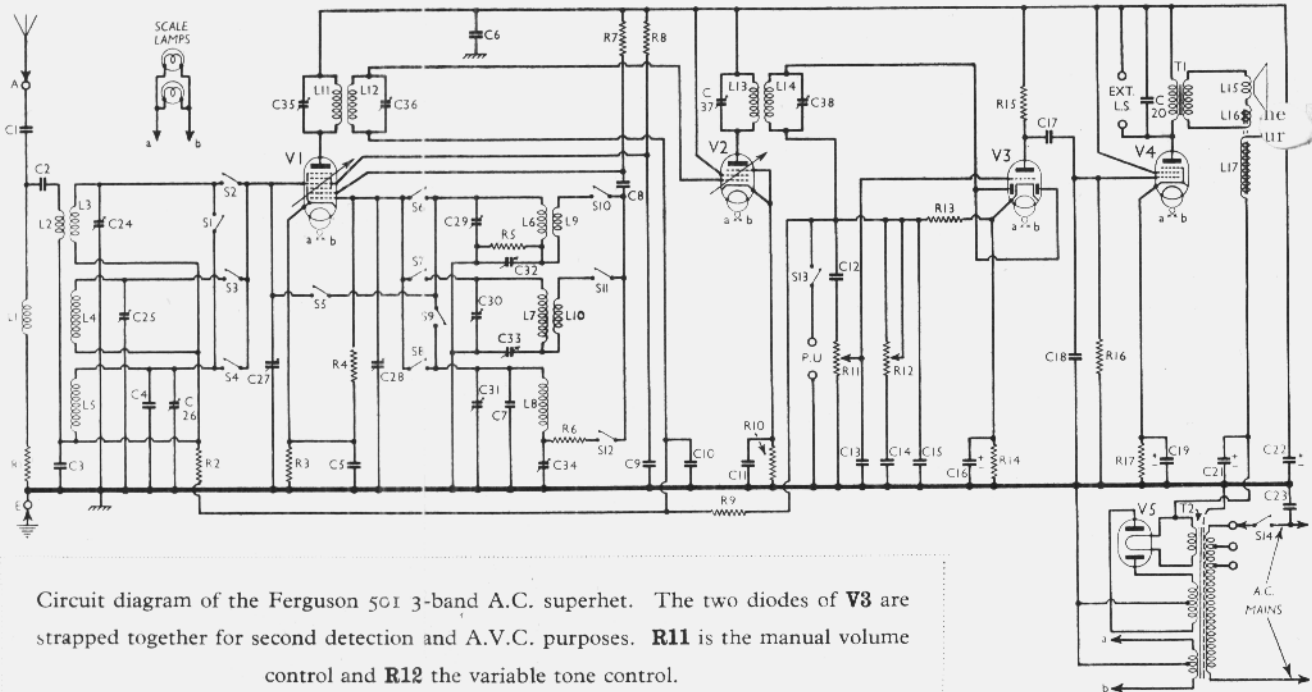 SCALE
LAMPS
A
C1
a b
C2
L2
L3
C24
S1
S2
S3
S4
L1
L4
C25
L5
C4
C
26
C3
R2
E
C35
L11
L12
C36
C6
V1
a b
R7
R8
C8
S5
C27
R4
C28
R3
C5
S6
S7
S9
S8
C29
R5
C32
L6
L9
S10
C30
L7
L10
S11
C33
C31
C7
L8
R6
S12
C34
C9
C10
R9
C
37
L13
L14
C38
V2
a b
C11
R10
S13
P.U
C12
R11
R12
R13
C13
C14
C15
C16
R14
R15
C17
V3
a b
C18
R16
EXT.
L.S
C
20
T1
L15
L16
L17
he
ur
V4
a b
R17
C19
C21
C22
C23
V5
T2
S14
A.C.
MAINS
a
b
Circuit diagram of the Ferguson 501 3-band A.C. superhet. The two diodes of V3 are
strapped together for second detection and A.V.C. purposes. R11 is the manual volume
control and R12 the variable tone control.